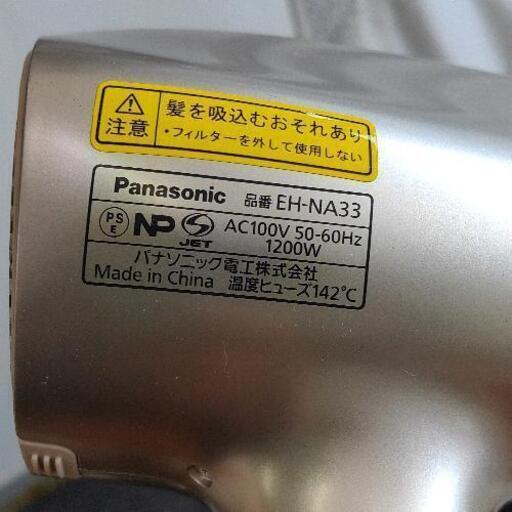 注意
髪を吸込むおそれあり
・フィルターを外して使用しない
Panasonic 品番 EH-NA33
PSE NP S JET AC100V 50-60Hz
1200W
パナソニック電工株式会社
Made in China 温度ヒューズ142℃